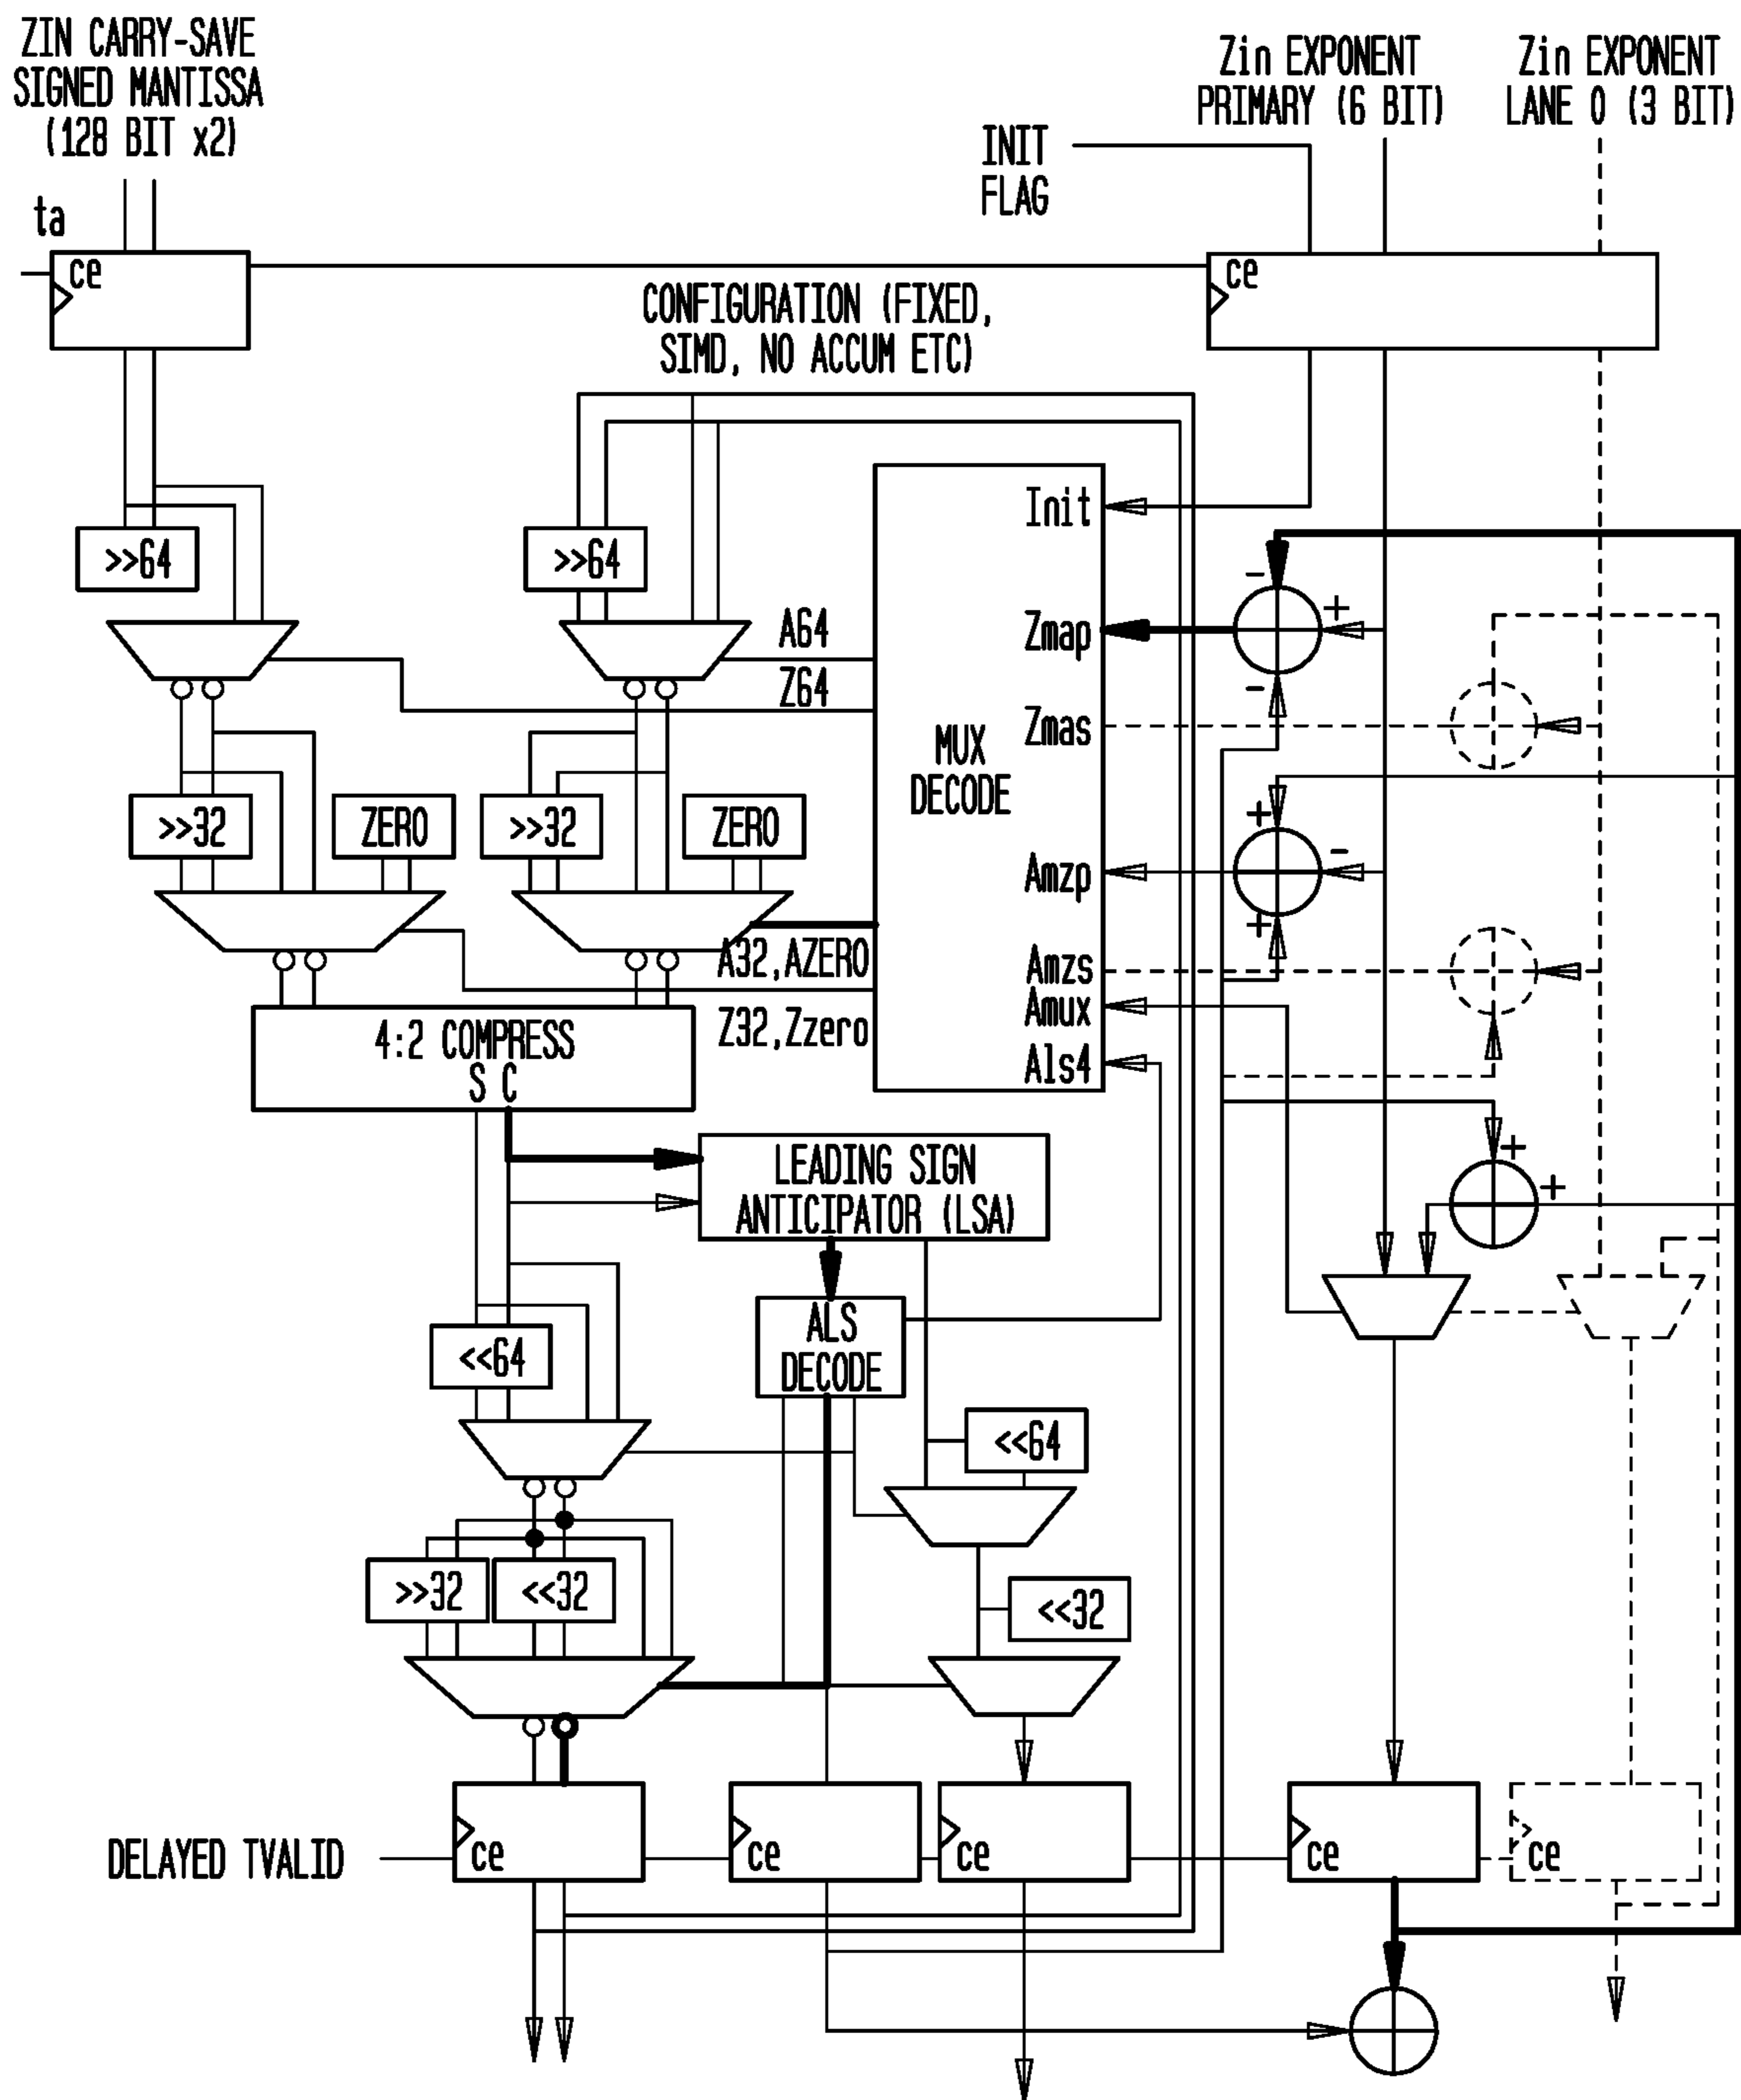 ZIN CARRY-SAVE
SIGNED MANTISSA
(128 BIT x2)
Zin EXPONENT
PRIMARY (6 BIT)
Zin EXPONENT
LANE 0 (3 BIT)
INIT
FLAG
ta
ce
ce
CONFIGURATION (FIXED,
SIMD, NO ACCUM ETC)
Init
>>64
>>64
-
+
A64
Zmap
Z64
-
Zmas
MUX
DECODE
>>32
ZERO
>>32
ZERO
+
-
Amzp
+
A32,AZERO
Amzs
Amux
Z32,Zzero
4:2 COMPRESS
S C
Als4
LEADING SIGN
ANTICIPATOR (LSA)
+
+
ALS
DECODE
<<64
<<64
>>32
<<32
<<32
DELAYED TVALID
ce
ce
ce
ce
ce